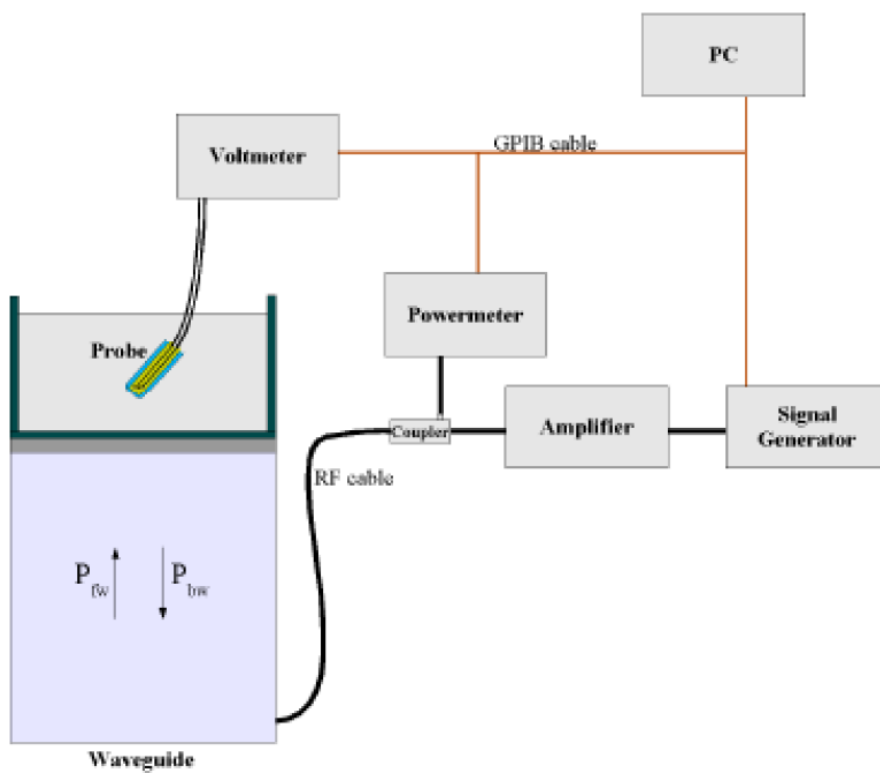 PC
Voltmeter
GPIB cable
Powermeter
Probe
Coupler
Amplifier
Signal
Generator
RF cable
P fw
P bw
Waveguide